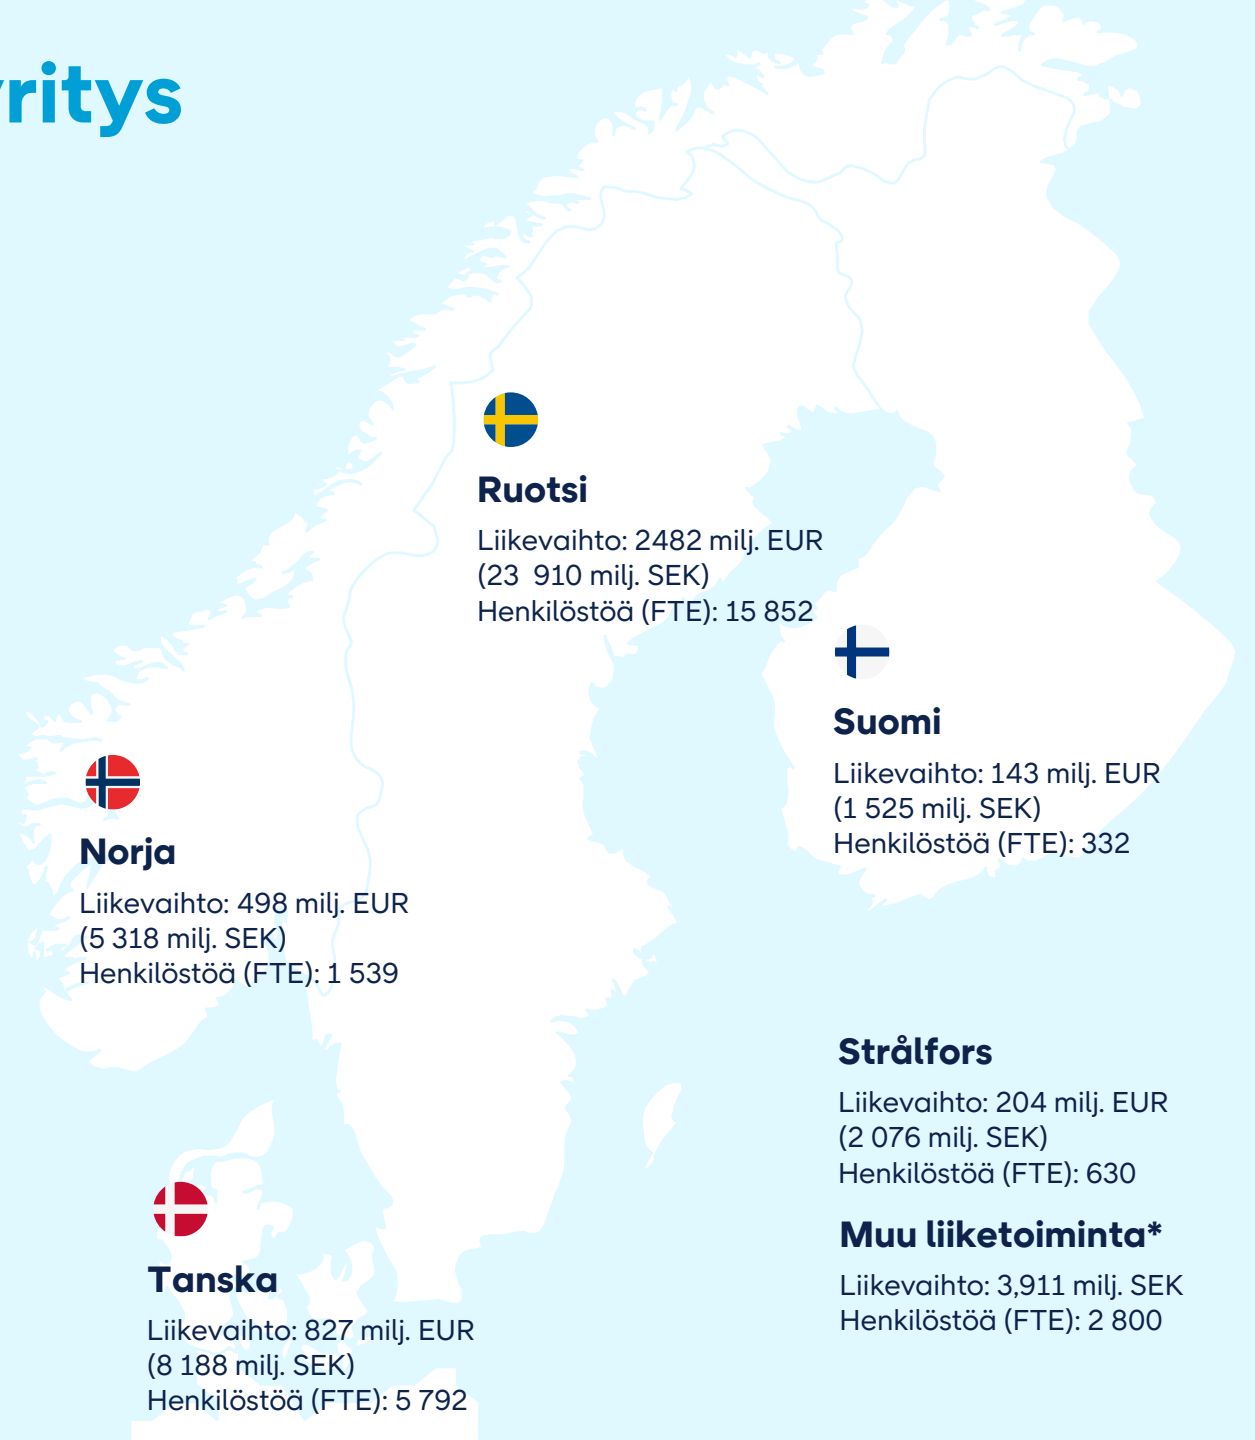 Ruotsi
Liikevaihto: 2482 milj. EUR
(23 910 milj. SEK)
Henkilöstöä (FTE): 15 852
Suomi
Liikevaihto: 143 milj. EUR
(1 525 milj. SEK)
Henkilöstöä (FTE): 332
Norja
Liikevaihto: 498 milj. EUR
(5 318 milj. SEK)
Henkilöstöä (FTE): 1 539
Strålfors
Liikevaihto: 204 milj. EUR
(2 076 milj. SEK)
Henkilöstöä (FTE): 630
Muu liiketoiminta*
Liikevaihto: 3,911 milj. SEK
Henkilöstöä (FTE): 2 800
Tanska
Liikevaihto: 827 milj. EUR
(8 188 milj. SEK)
Henkilöstöä (FTE): 5 792